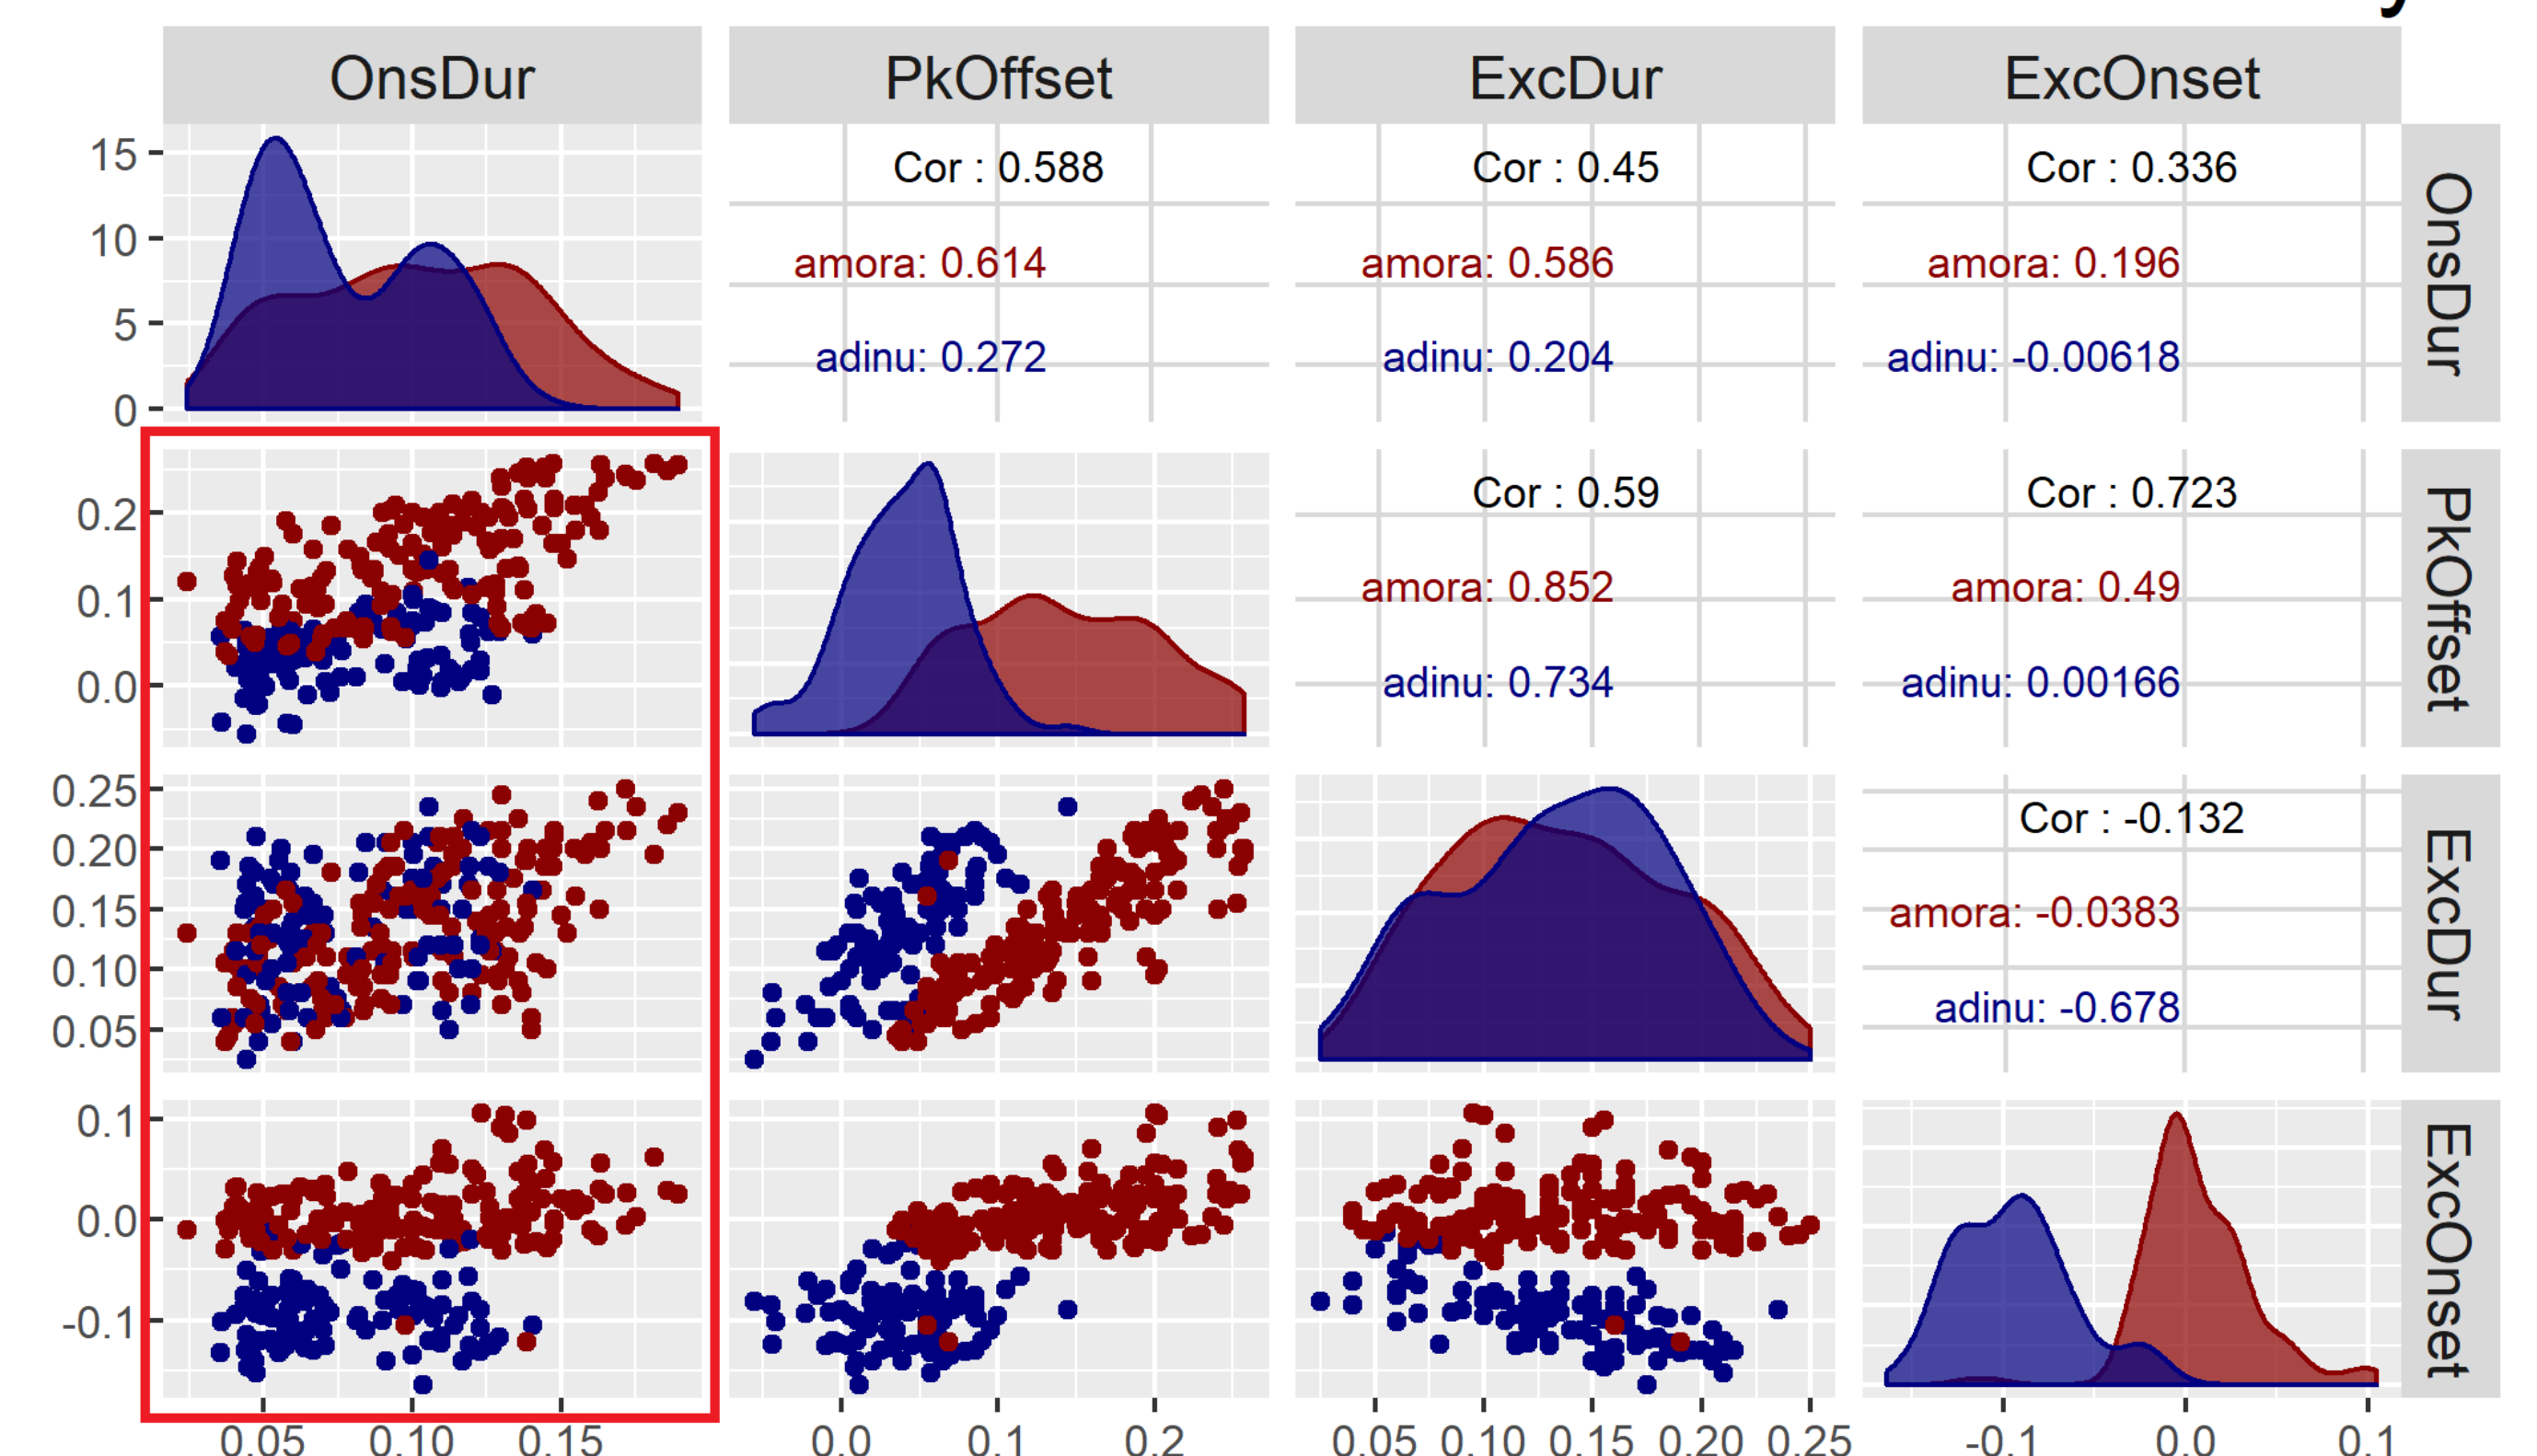 y
OnsDur PkOffset ExcDur ExcOnset
15
10
5
0
Cor : 0.588
amora: 0.614
adinu: 0.272
Cor : 0.45
amora: 0.586
adinu: 0.204
Cor : 0.336
amora: 0.196
adinu: -0.00618
OnsDur
0.2
0.1
0.0
Cor : 0.59
amora: 0.852
adinu: 0.734
Cor : 0.723
amora: 0.49
adinu: 0.00166
PkOffset
0.25
0.20
0.15
0.10
0.05
Cor : -0.132
amora: -0.0383
adinu: -0.678
ExcDur
0.1
0.0
-0.1
ExcOnset
0.05 0.10 0.15 0.0 0.1 0.2 0.05 0.10 0.15 0.20 0.25 -0.1 0.0 0.1